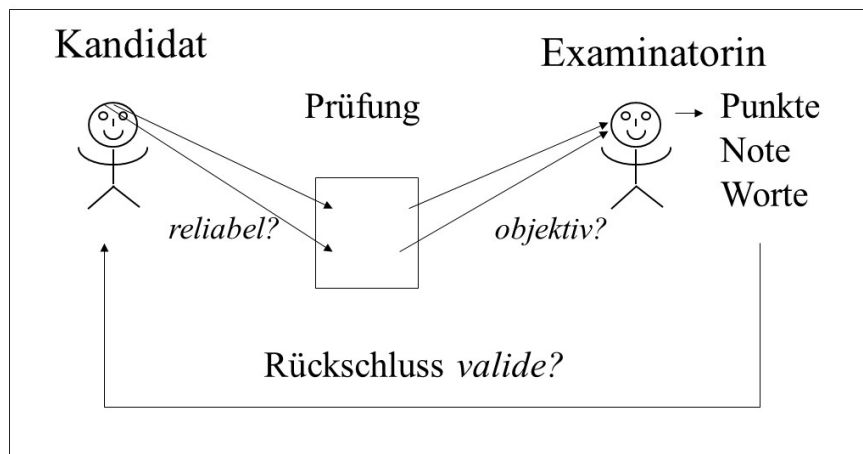 Kandidat
Examinatorin
Prüfung
Punkte
Note
Worte
reliabel?
objektiv?
Rückschluss valide?